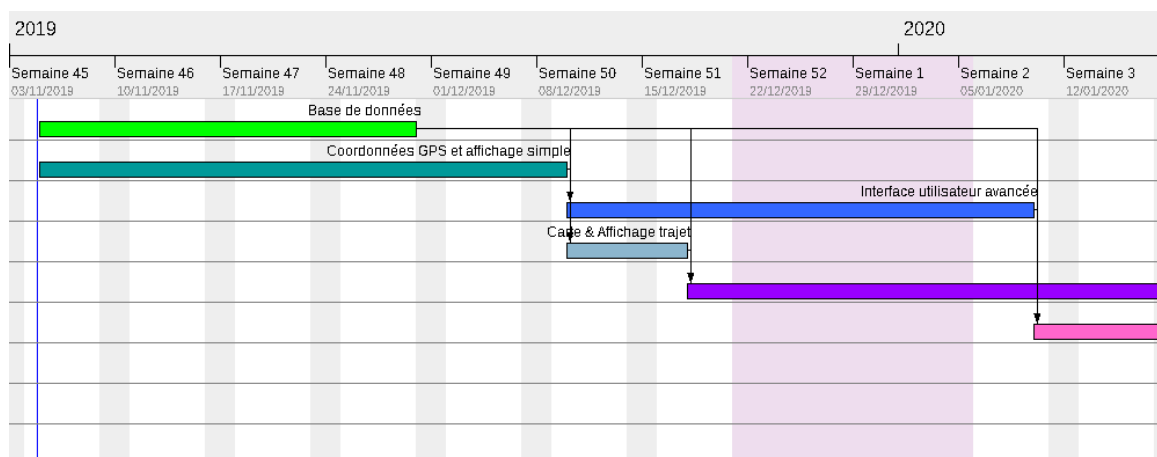 2019 2020
Semaine 45 Semaine 46 Semaine 47 Semaine 48 Semaine 49 Semaine 50 Semaine 51 Semaine 52 Semaine 1 Semaine 2 Semaine 3
03/11/2019 10/11/2019 17/11/2019 24/11/2019 01/12/2019 08/12/2019 15/12/2019 22/12/2019 29/12/2019 05/01/2020 12/01/2020
Base de données
Coordonnées GPS et affichage simple
Interface utilisateur avancée
Carte & Affichage trajet